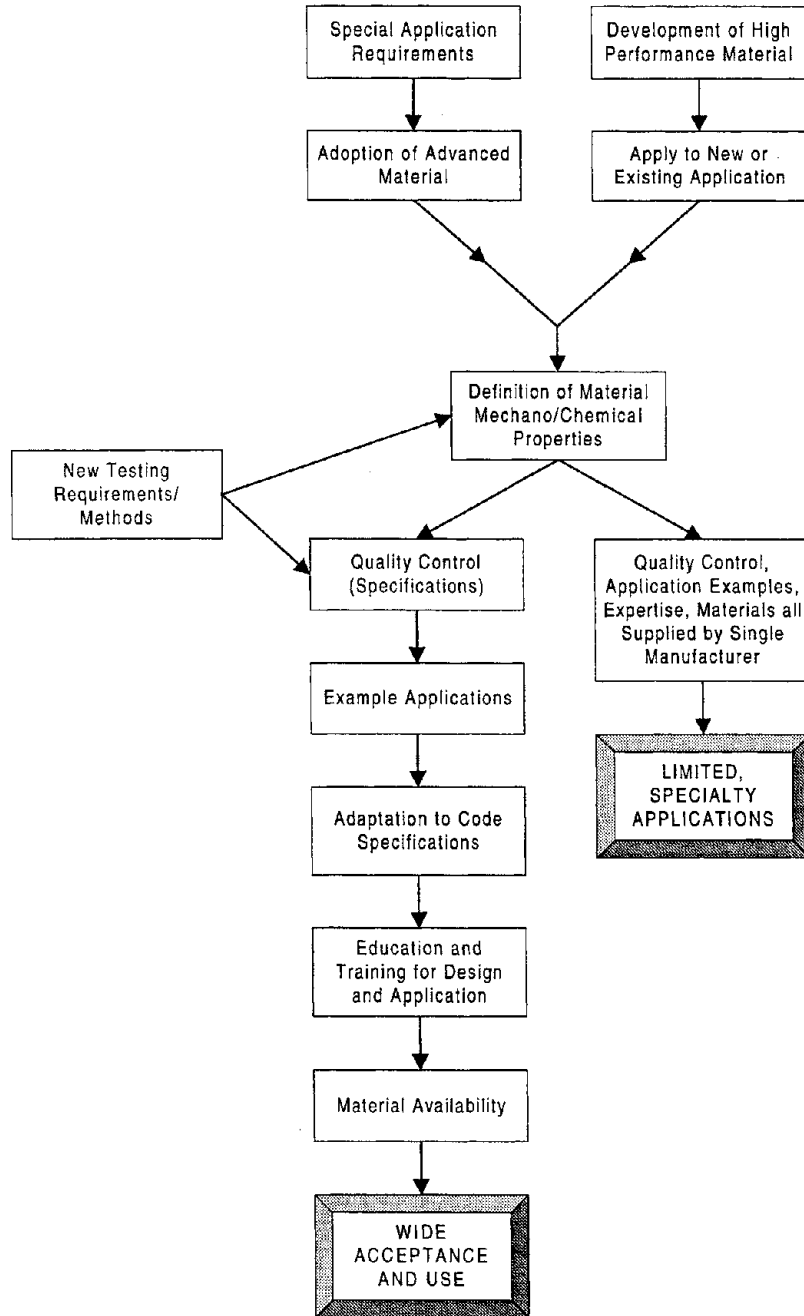 Special Application
Requirements
Development of High
Performance Material
Adoption of Advanced
Material
Apply to New or
Existing Application
Definition of Material
Mechano/Chemical
Properties
New Testing
Requirements/
Methods
Quality Control
(Specifications)
Quality Control,
Application Examples,
Expertise, Materials all
Supplied by Single
Manufacturer
Example Applications
LIMITED,
SPECIALTY
APPLICATIONS
Adaptation to Code
Specifications
Education and
Training for Design
and Application
Material Availability
WIDE
ACCEPTANCE
AND USE